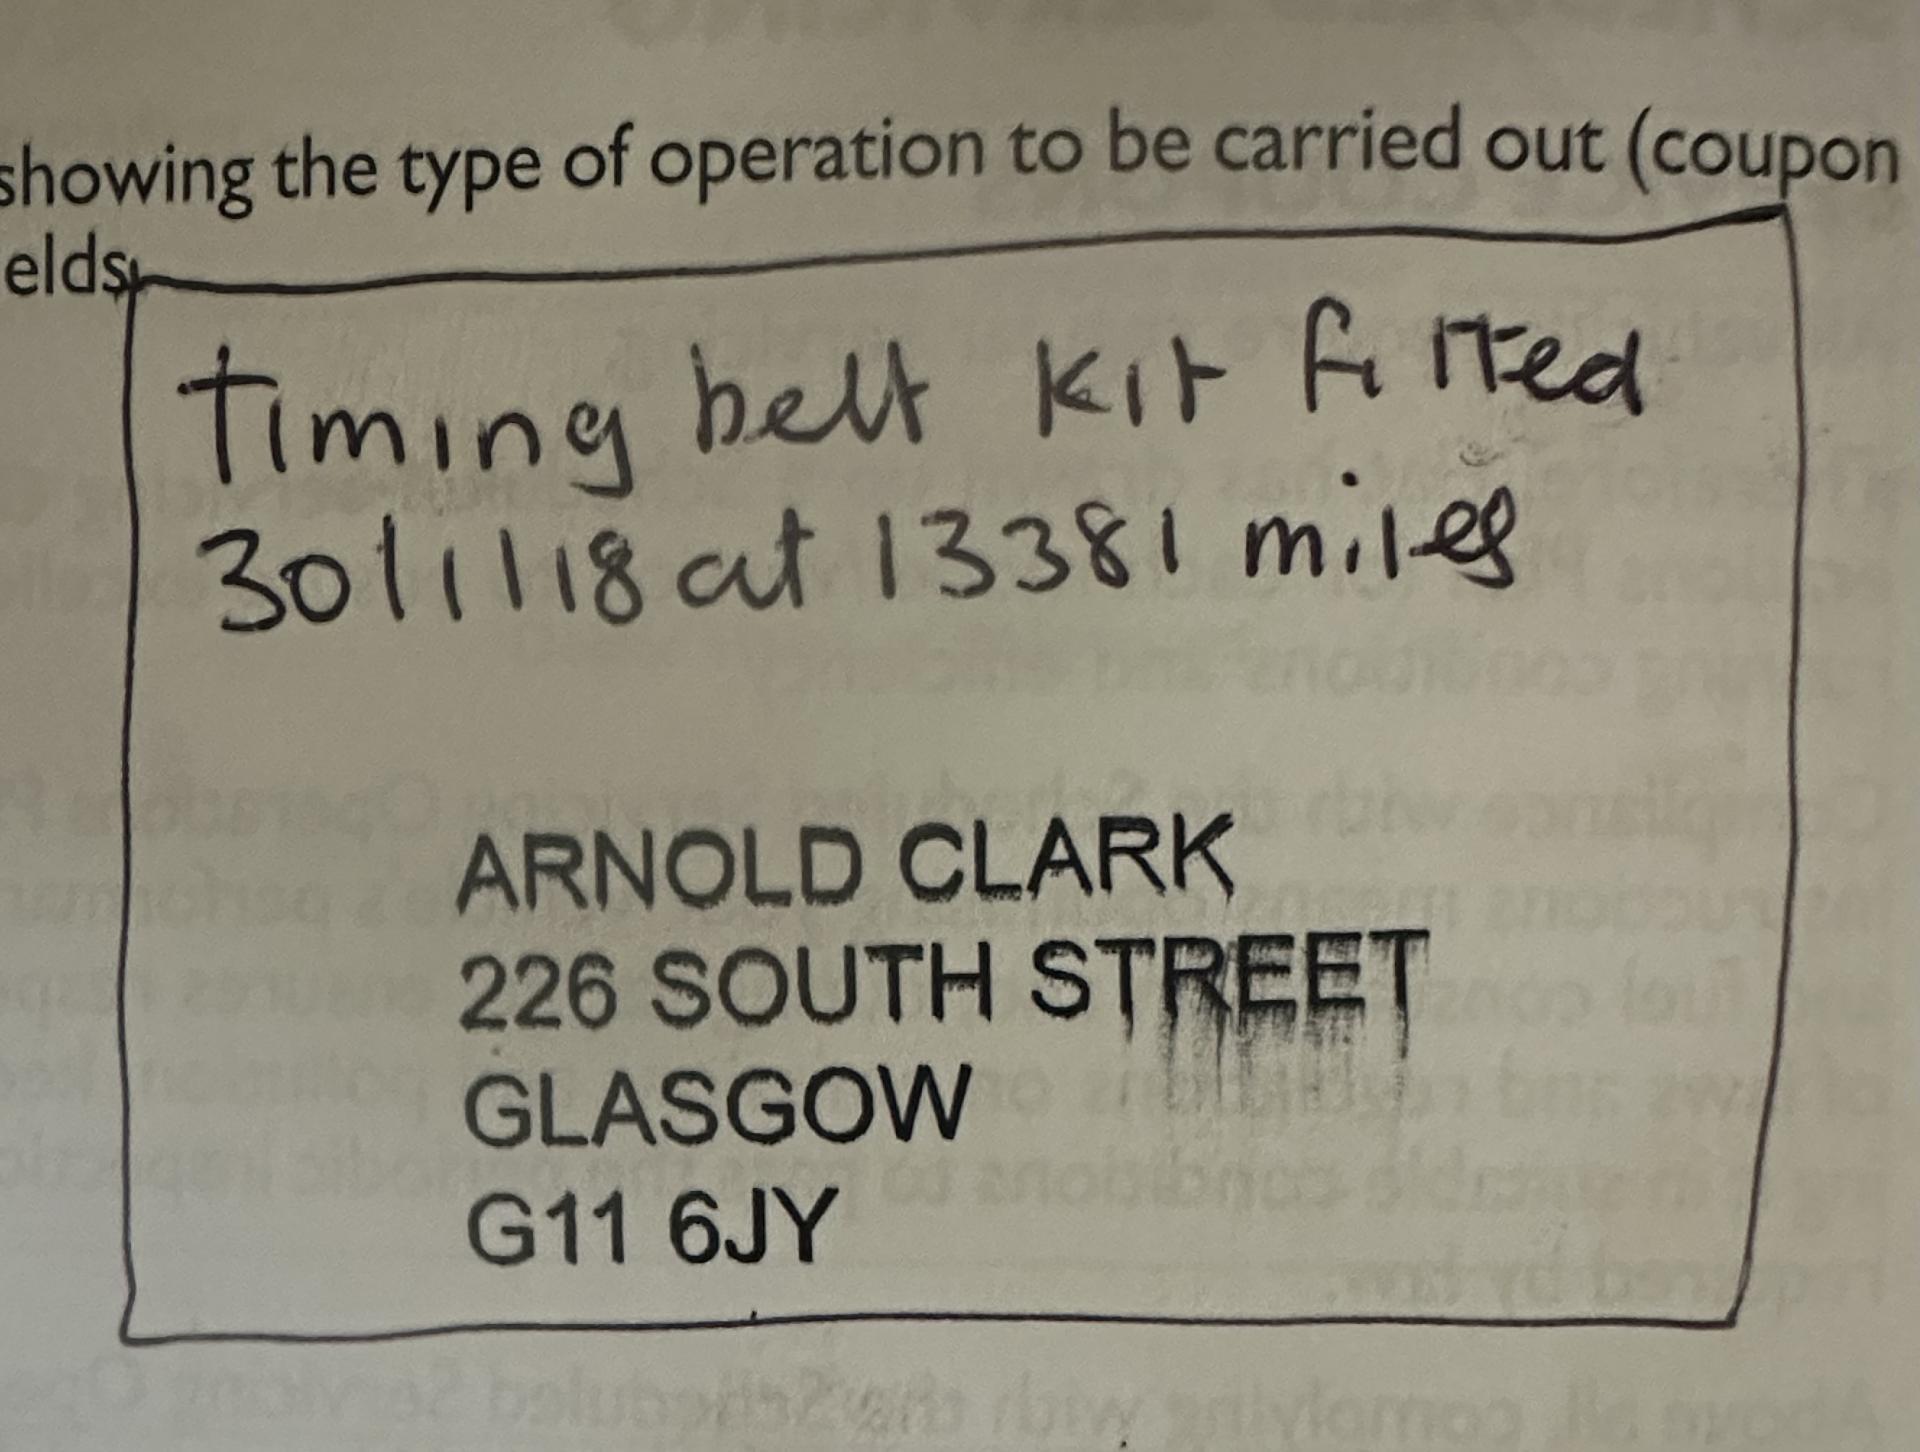 showing the type of operation to be carried out (coupon
elds
Timing belt kit fitted
30/1/18 at 13381 miles
ARNOLD CLARK
226 SOUTH STREET
GLASGOW
G11 6JY